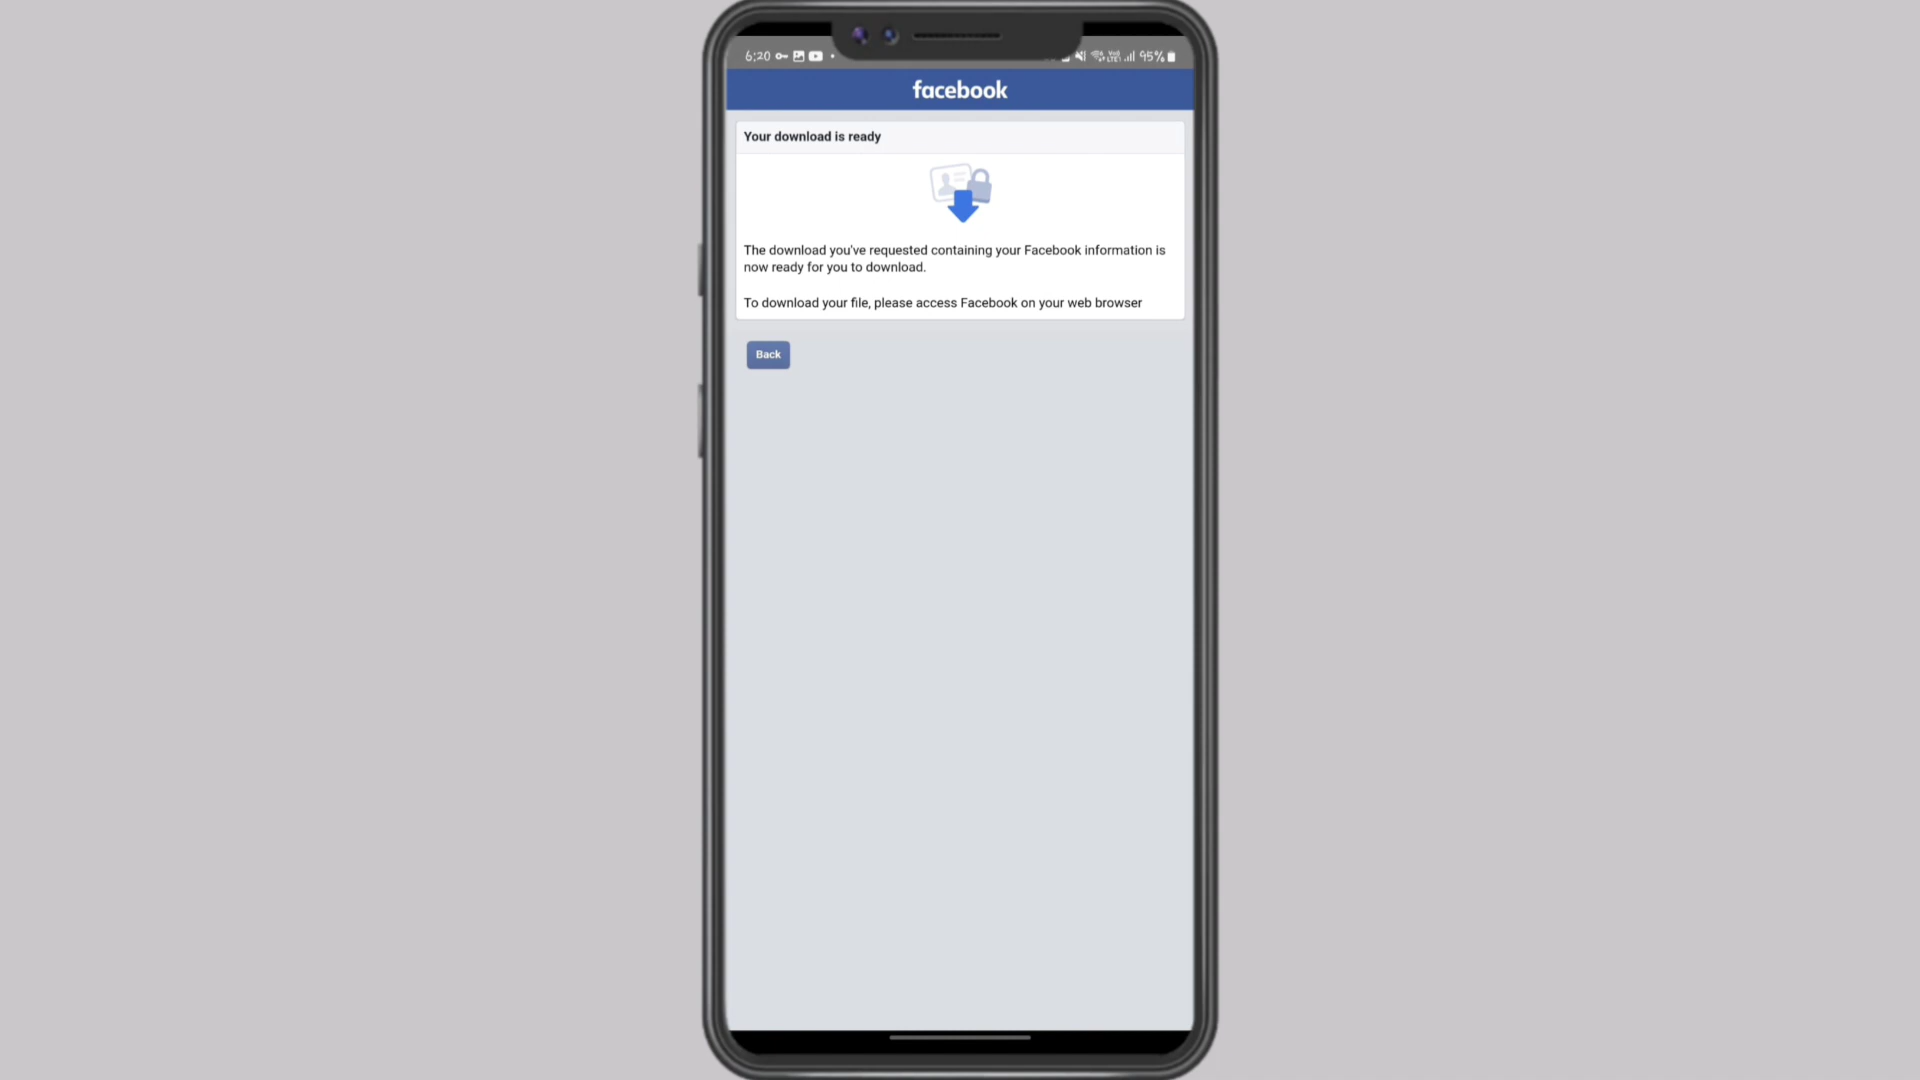 6:20
95%
facebook
Your download is ready
The download you've requested containing your Facebook information is
now ready for you to download.
To download your file, please access Facebook on your web browser
Back